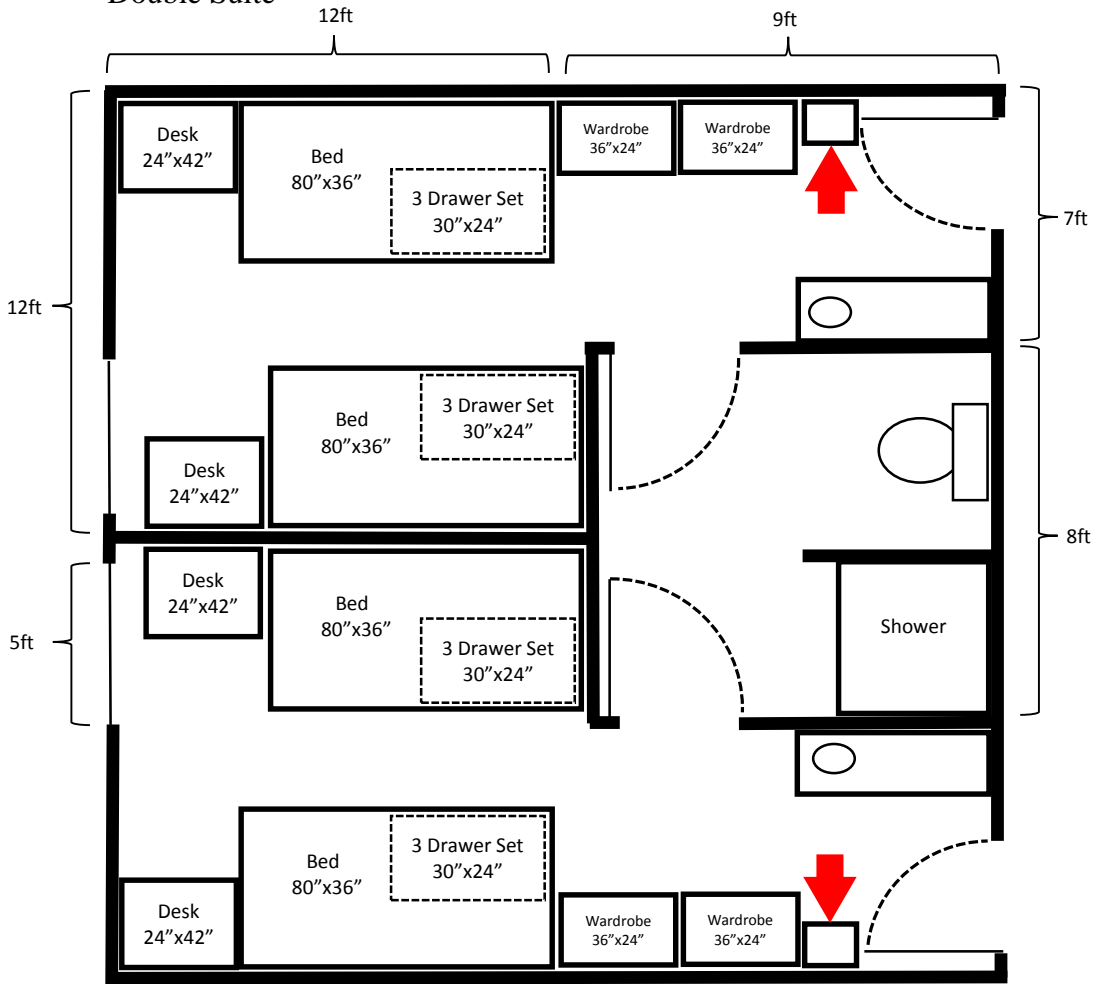 Double Suite
12ft
9ft
Desk
24”x42”
Bed
80”x36”
3 Drawer Set
30”x24”
Wardrobe
36”x24”
Wardrobe
36”x24”
7ft
12ft
Bed
80”x36”
3 Drawer Set
30”x24”
Desk
24”x42”
8ft
Desk
24”x42”
Bed
80”x36”
3 Drawer Set
30”x24”
5ft
Shower
Bed
80”x36”
3 Drawer Set
30”x24”
Desk
24”x42”
Wardrobe
36”x24”
Wardrobe
36”x24”